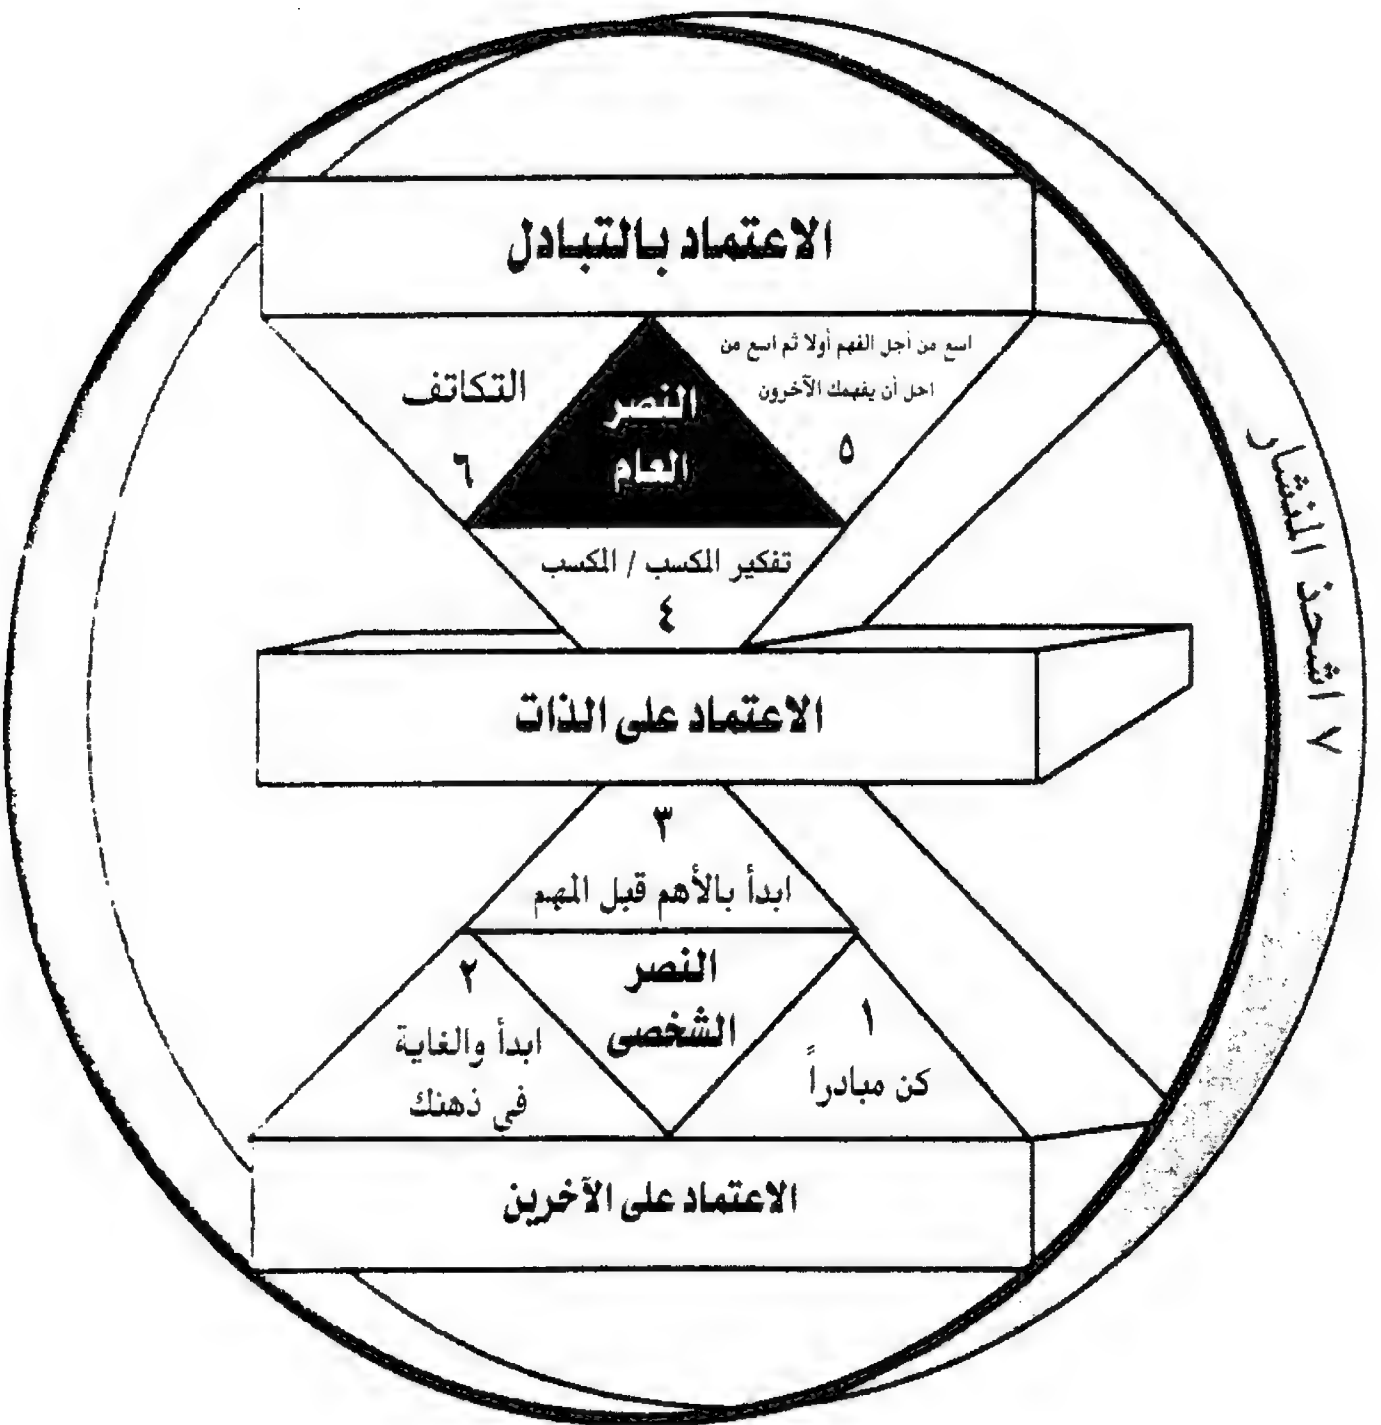 الاعتماد بالتبادل
اسع من أجل الفهم أولا ثم اسع من
اجل أن يفهمك الآخرون
٥
النصر
العام
التكاتف
٦
تفكير المكسب / المكسب
٤
الاعتماد على الذات
٣
ابدأ بالأهم قبل المهم
النصر
الشخصى
١
كن مبادراً
٢
ابدأ والغاية
فى ذهنك
الاعتماد على الآخرين
٧ اشحذ المنشار